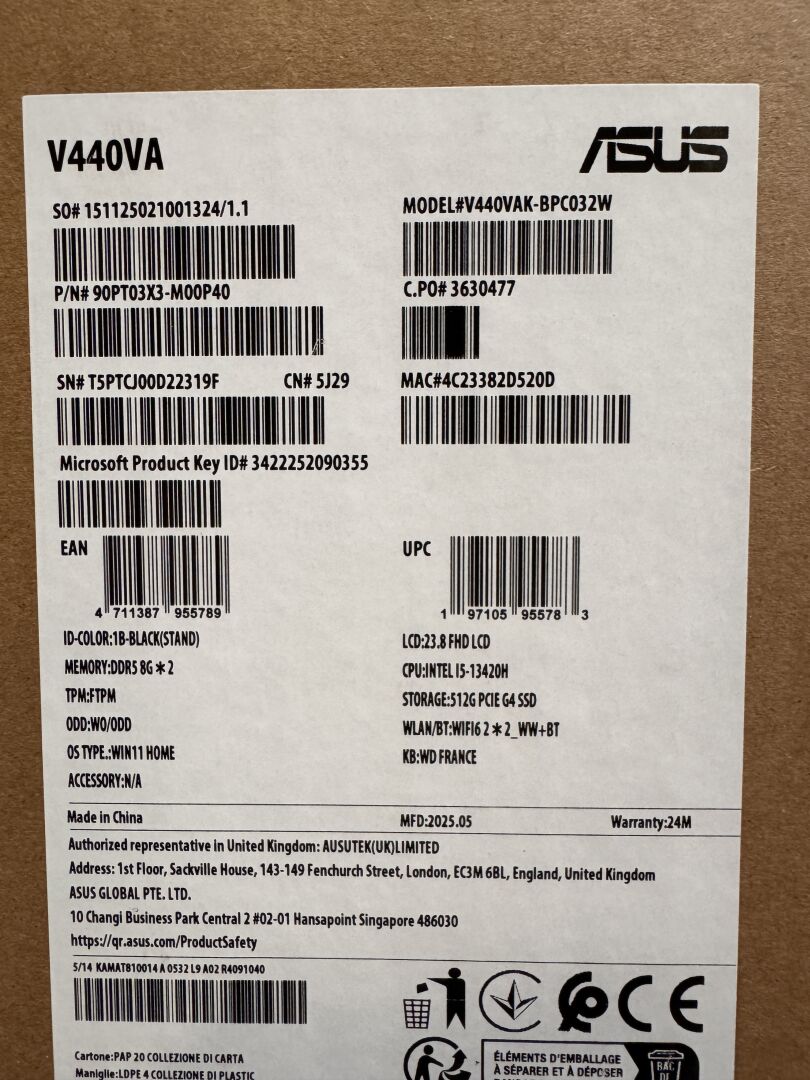 V440VA
ASUS
SO# 151125021001324/1.1
MODEL#V440VAK-BPC032W
P/N# 90PT03X3-M00P40
C.PO# 3630477
SN# T5PTCJ00D22319F CN# 5J29
MAC#4C23382D520D
Microsoft Product Key ID# 3422252090355
EAN
4 711387 955789
UPC
1 97105 95578 3
ID-COLOR:1B-BLACK(STAND)
LCD:23.8 FHD LCD
MEMORY:DDR5 8G*2
CPU:INTEL I5-13420H
TPM:FTPM
STORAGE:512G PCIE G4 SSD
ODD:WO/ODD
WLAN/BT:WIFI6 2*2_WW+BT
OS TYPE.:WIN11 HOME
KB:WD FRANCE
ACCESSORY:N/A
Made in China MFD:2025.05 Warranty:24M
Authorized representative in United Kingdom: AUSUTEK(UK)LIMITED
Address: 1st Floor, Sackville House, 143-149 Fenchurch Street, London, EC3M 6BL, England, United Kingdom
ASUS GLOBAL PTE. LTD.
10 Changi Business Park Central 2 #02-01 Hansapoint Singapore 486030
https://qr.asus.com/ProductSafety
5/14 KAMAT810014 A 0532 L9 A02 R4091040
CE
Cartone:PAP 20 COLLEZIONE DI CARTA
Maniglie:LDPE 4 COLLEZIONE DI PLASTIC
ÉLÉMENTS D'EMBALLAGE
À SÉPARER ET À DÉPOSER
BAC
DE